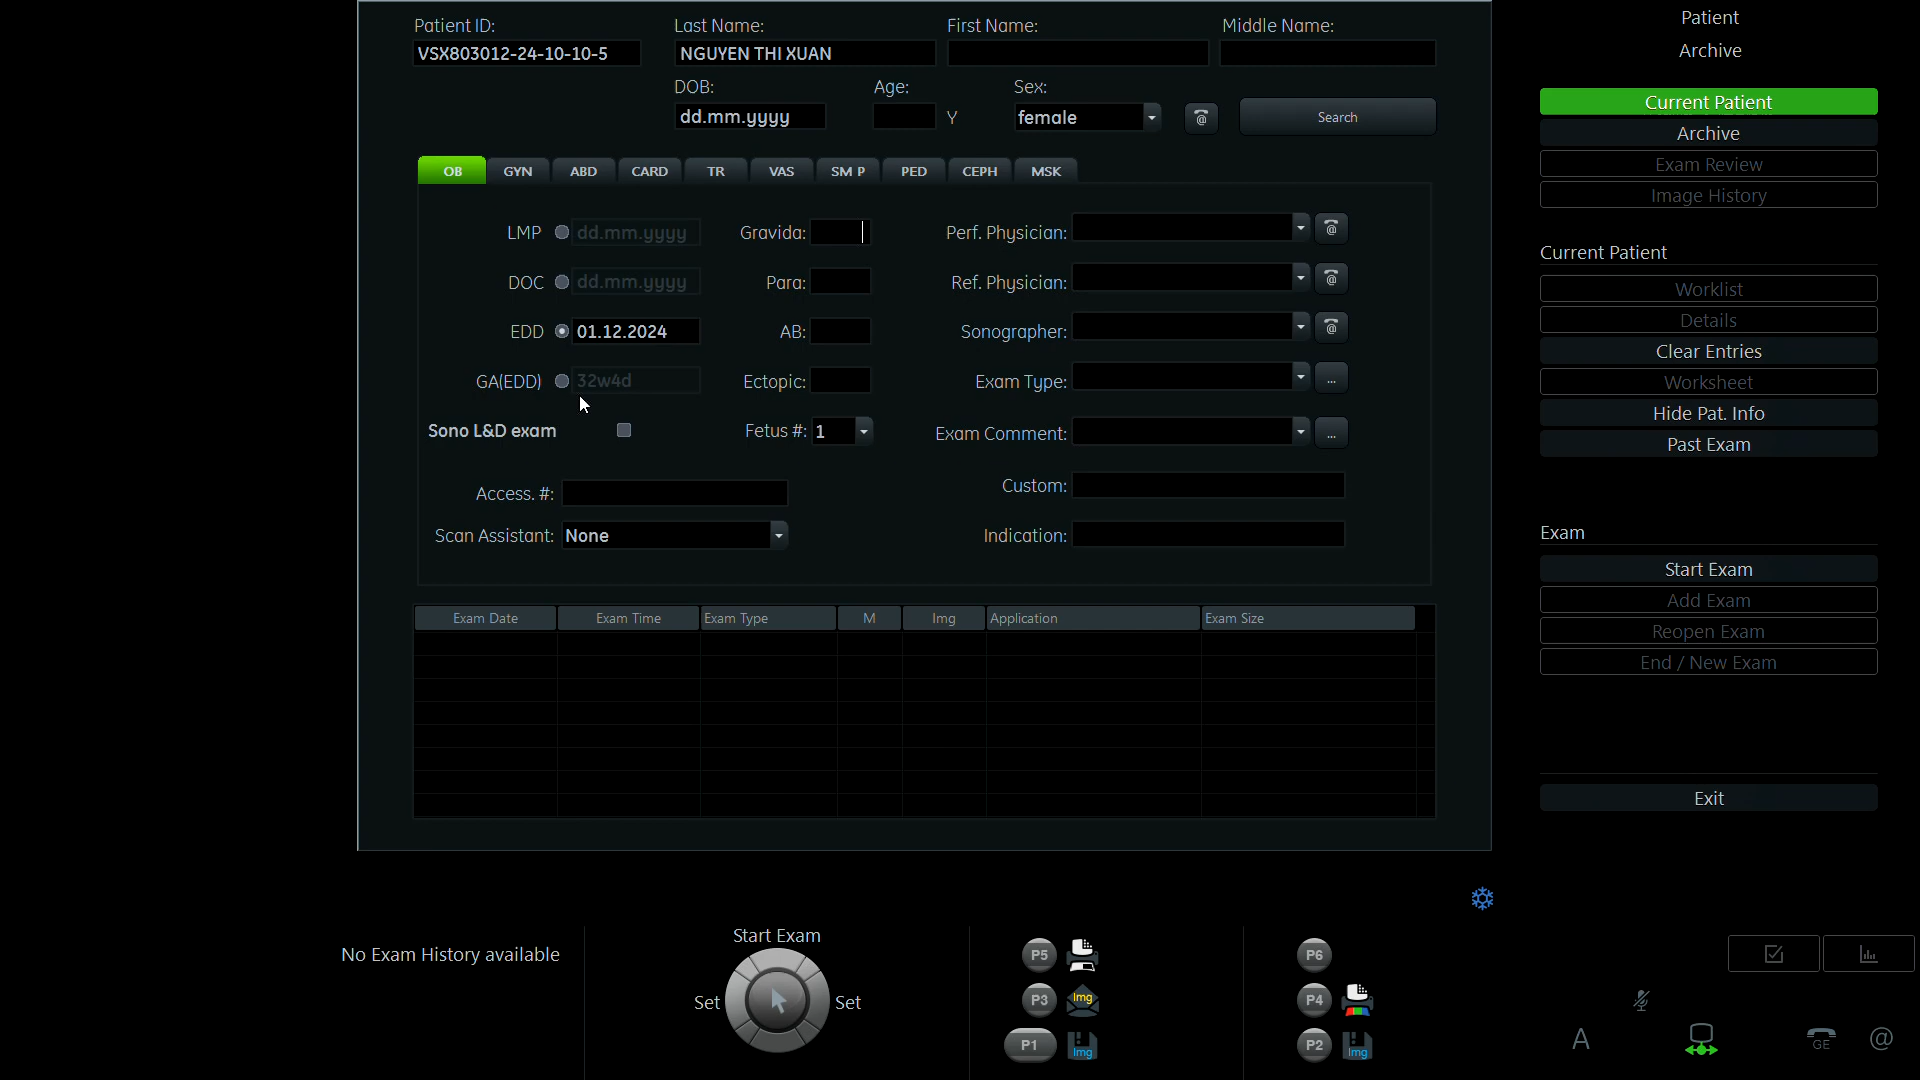 Patient ID: Last Name: First Name: Middle Name:
VSX803012-24-10-10-5 NGUYEN THI XUAN
DOB: Age: Sex:
dd.mm.yyyy Y female @ Search
OB GYN ABD CARD TR VAS SM P PED CEPH MSK
LMP dd.mm.yyyy Gravida: Perf. Physician: @
DOC dd.mm.yyyy Para: Ref. Physician: @
EDD 01.12.2024 AB: Sonographer: @
GA(EDD) 32w4d Ectopic: Exam Type: ...
Sono L&D exam Fetus #: 1 Exam Comment: ...
Access. #: Custom:
Scan Assistant: None Indication:
Exam Date Exam Time Exam Type M Img Application Exam Size
Patient
Archive
Current Patient
Archive
Exam Review
Image History
Current Patient
Worklist
Details
Clear Entries
Worksheet
Hide Pat. Info
Past Exam
Exam
Start Exam
Add Exam
Reopen Exam
End / New Exam
Exit
No Exam History available
Start Exam
Set Set
P5 P6
P3 Img P4
P1 Img P2 Img
A GE @